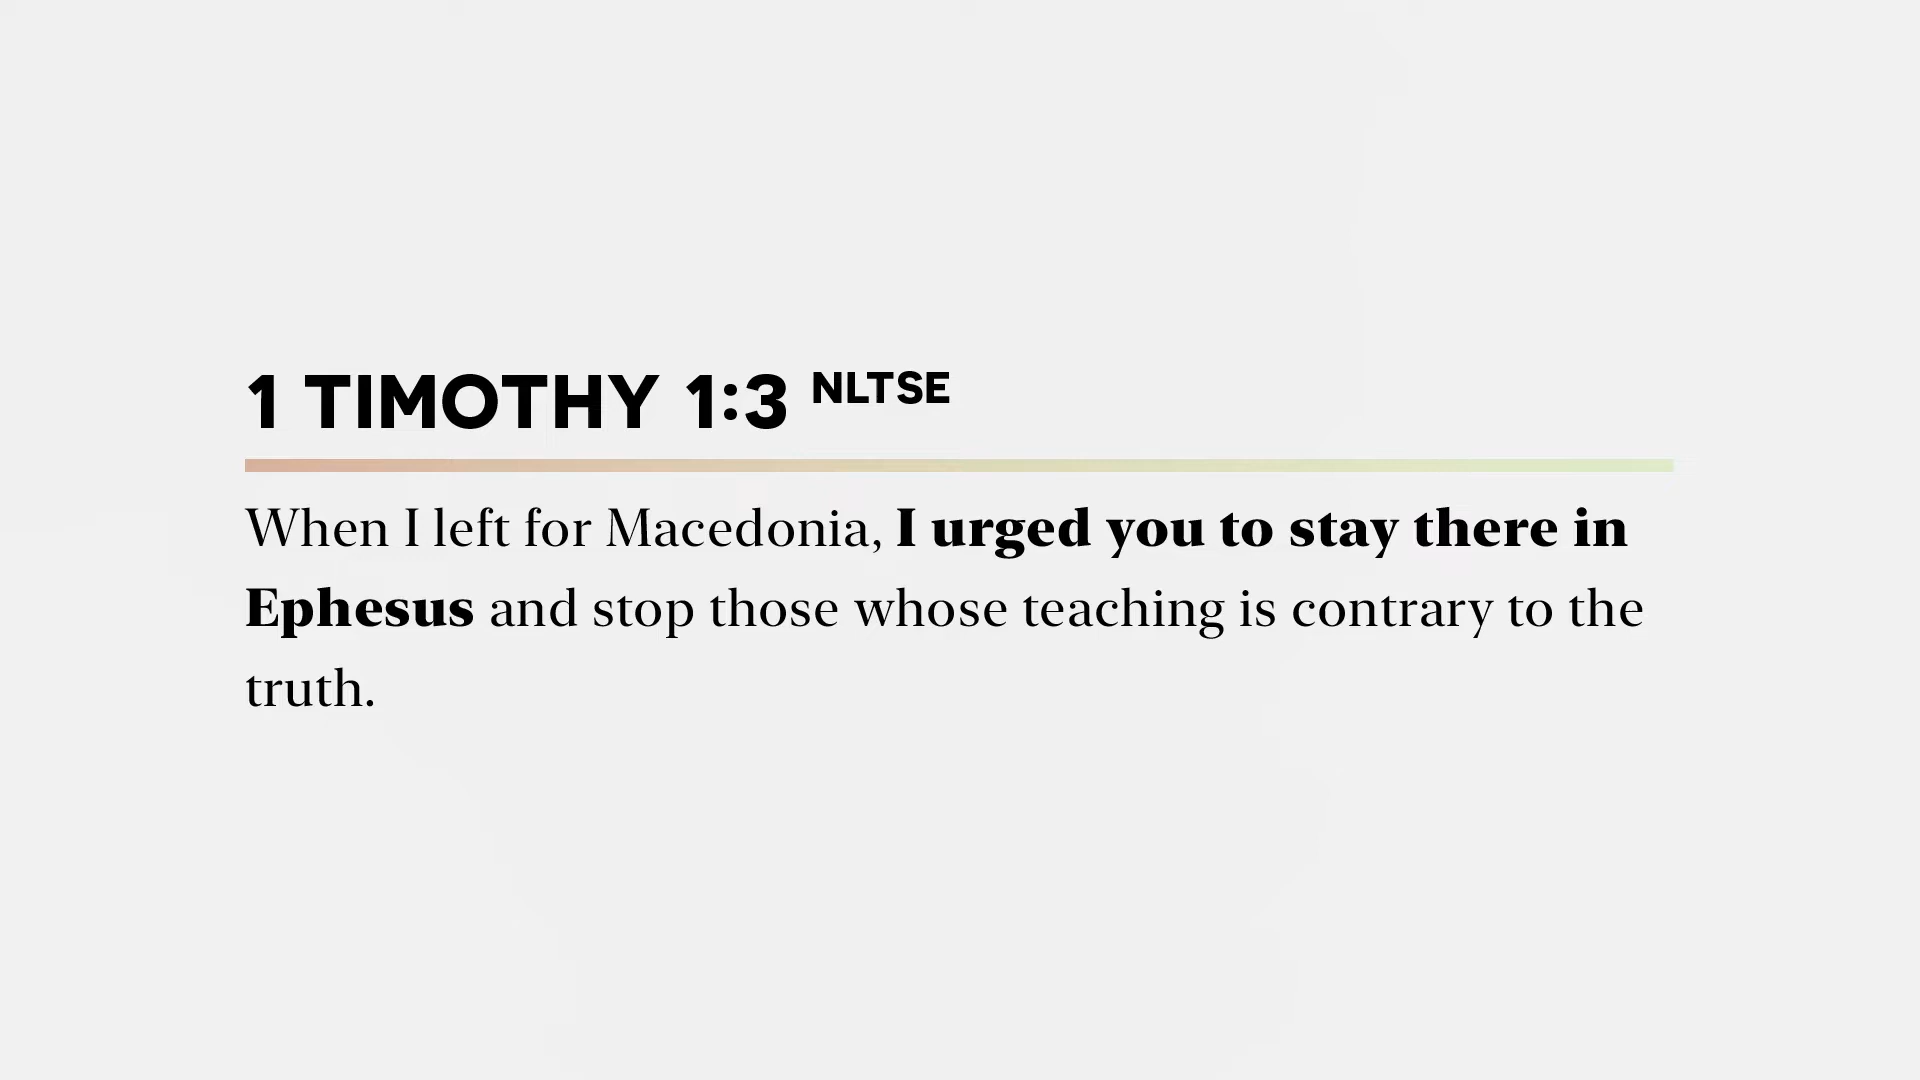 1 TIMOTHY 1:3 NLTSE
When I left for Macedonia, I urged you to stay there in
Ephesus and stop those whose teaching is contrary to the
truth.